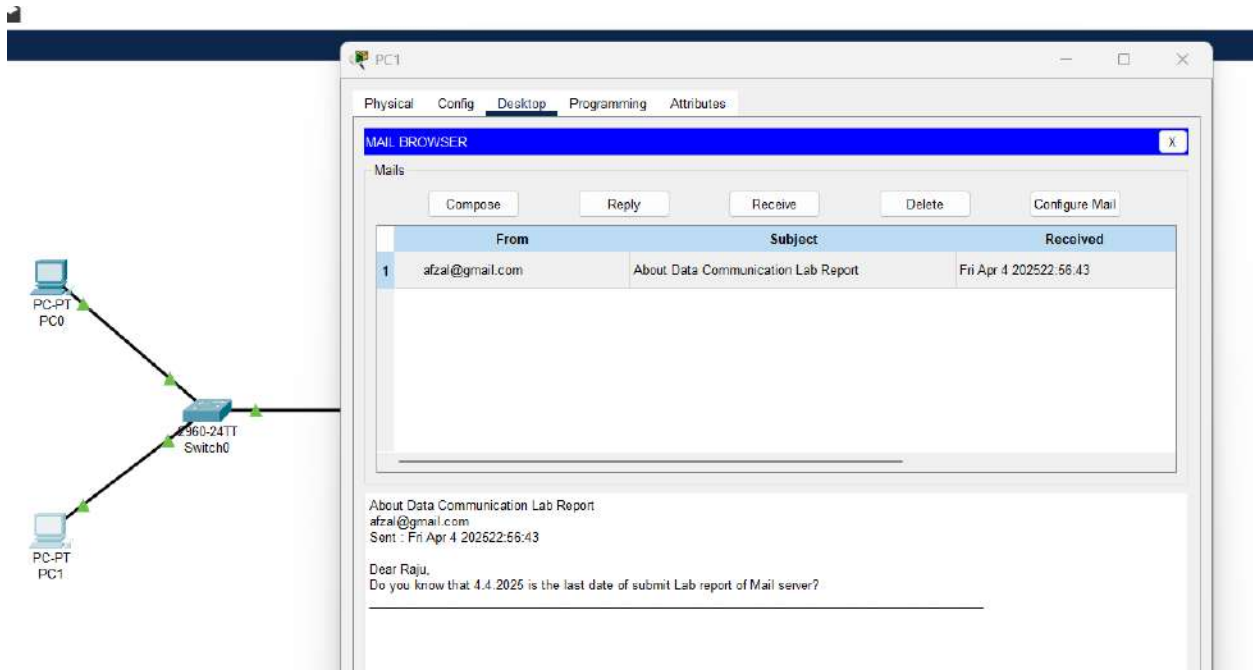 PC1
Physical Config Desktop Programming Attributes
MAIL BROWSER
X
Mails
Compose Reply Receive Delete Configure Mail
From Subject Received
1 afzal@gmail.com About Data Communication Lab Report Fri Apr 4 202522:56:43
PC-PT
PC0
2960-24TT
Switch0
PC-PT
PC1
About Data Communication Lab Report
afzal@gmail.com
Sent : Fri Apr 4 202522:56:43
Dear Raju,
Do you know that 4.4.2025 is the last date of submit Lab report of Mail server?